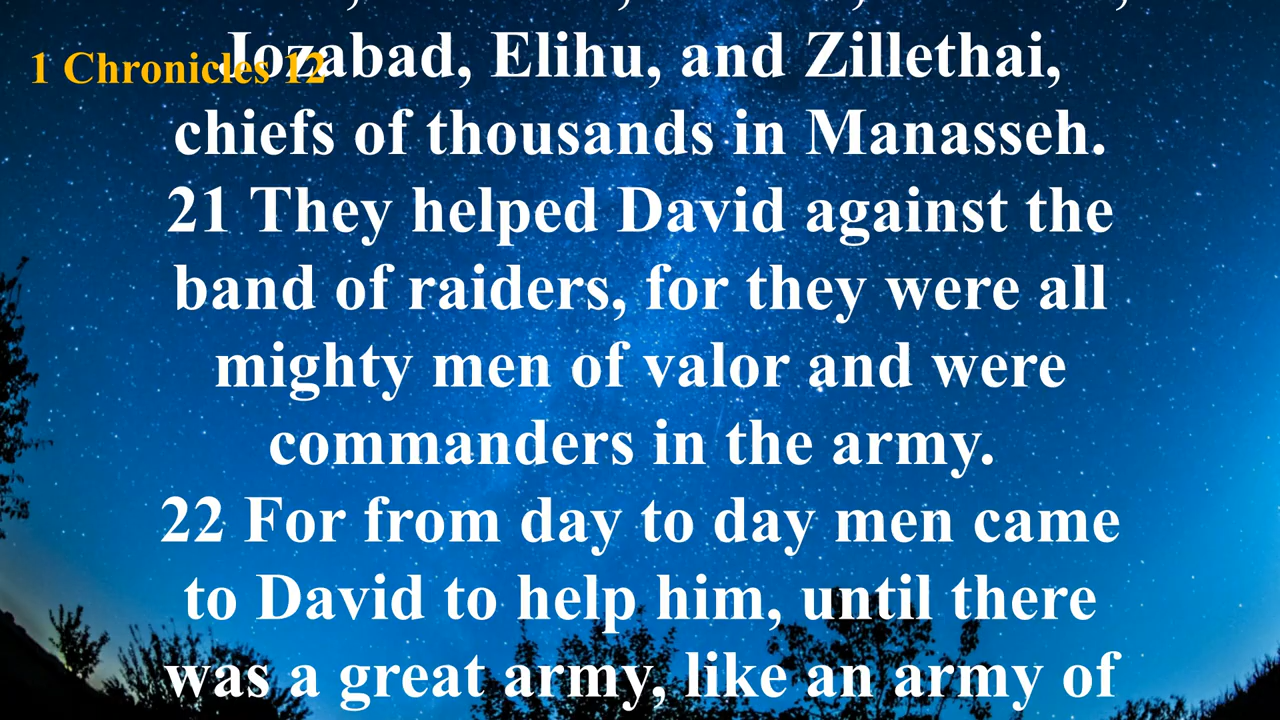 1 Chronicles 12
Jozabad, Elihu, and Zillethai,
chiefs of thousands in Manasseh.
21 They helped David against the
band of raiders, for they were all
mighty men of valor and were
commanders in the army.
22 For from day to day men came
to David to help him, until there
was a great army, like an army of